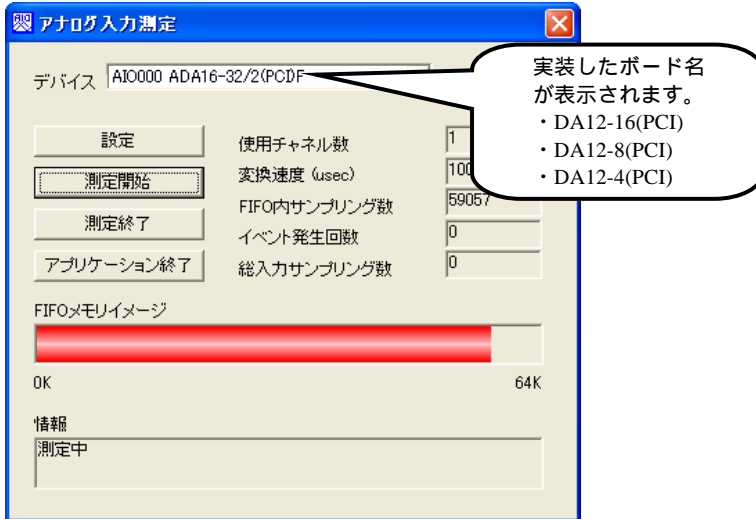 アナログ入力測定
デバイス AIO000 ADA16-32/2(PCI)F
実装したボード名
が表示されます。
・DA12-16(PCI)
・DA12-8(PCI)
・DA12-4(PCI)
設定
測定開始
測定終了
アプリケーション終了
使用チャネル数 1
変換速度 (usec) 100
FIFO内サンプリング数 59057
イベント発生回数 0
総入力サンプリング数 0
FIFOメモリイメージ
0K 64K
情報
測定中